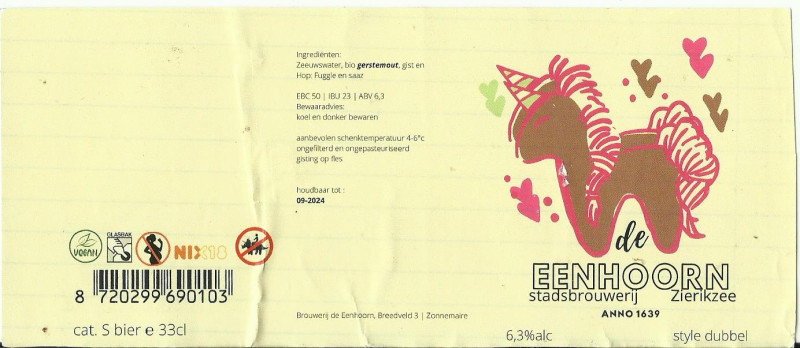 Ingrediënten:
Zeeuwswater, bio gerstemout, gist en
Hop: Fuggle en saaz
EBC 50 | IBU 23 | ABV 6,3
Bewaaradvies:
koel en donker bewaren
aanbevolen schenktemperatuur 4-6°c
ongefilterd en ongepasteuriseerd
gisting op fles
houdbaar tot :
09-2024
VEGAN
GLASBAK
NIX18
8 720299 690103
cat. S bier e 33cl
Brouwerij de Eenhoorn, Breedveld 3 | Zonnemaire
de
EENHOORN
stadsbrouwerij Zierikzee
ANNO 1639
6,3%alc style dubbel